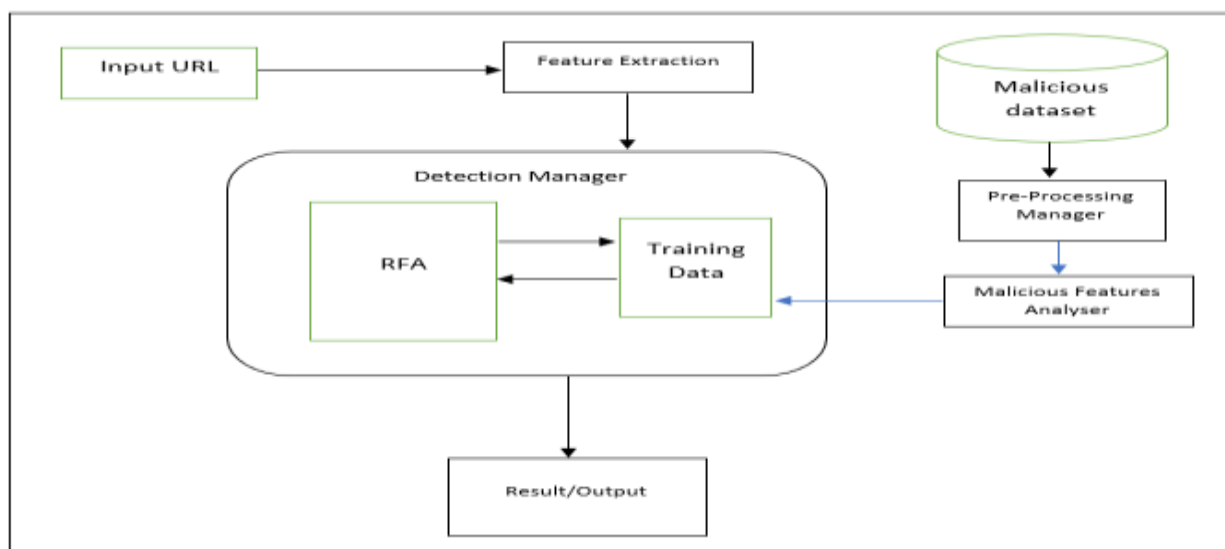 Input URL
Feature Extraction
Malicious
dataset
Detection Manager
Pre-Processing
Manager
RFA
Training
Data
Malicious Features
Analyser
Result/Output